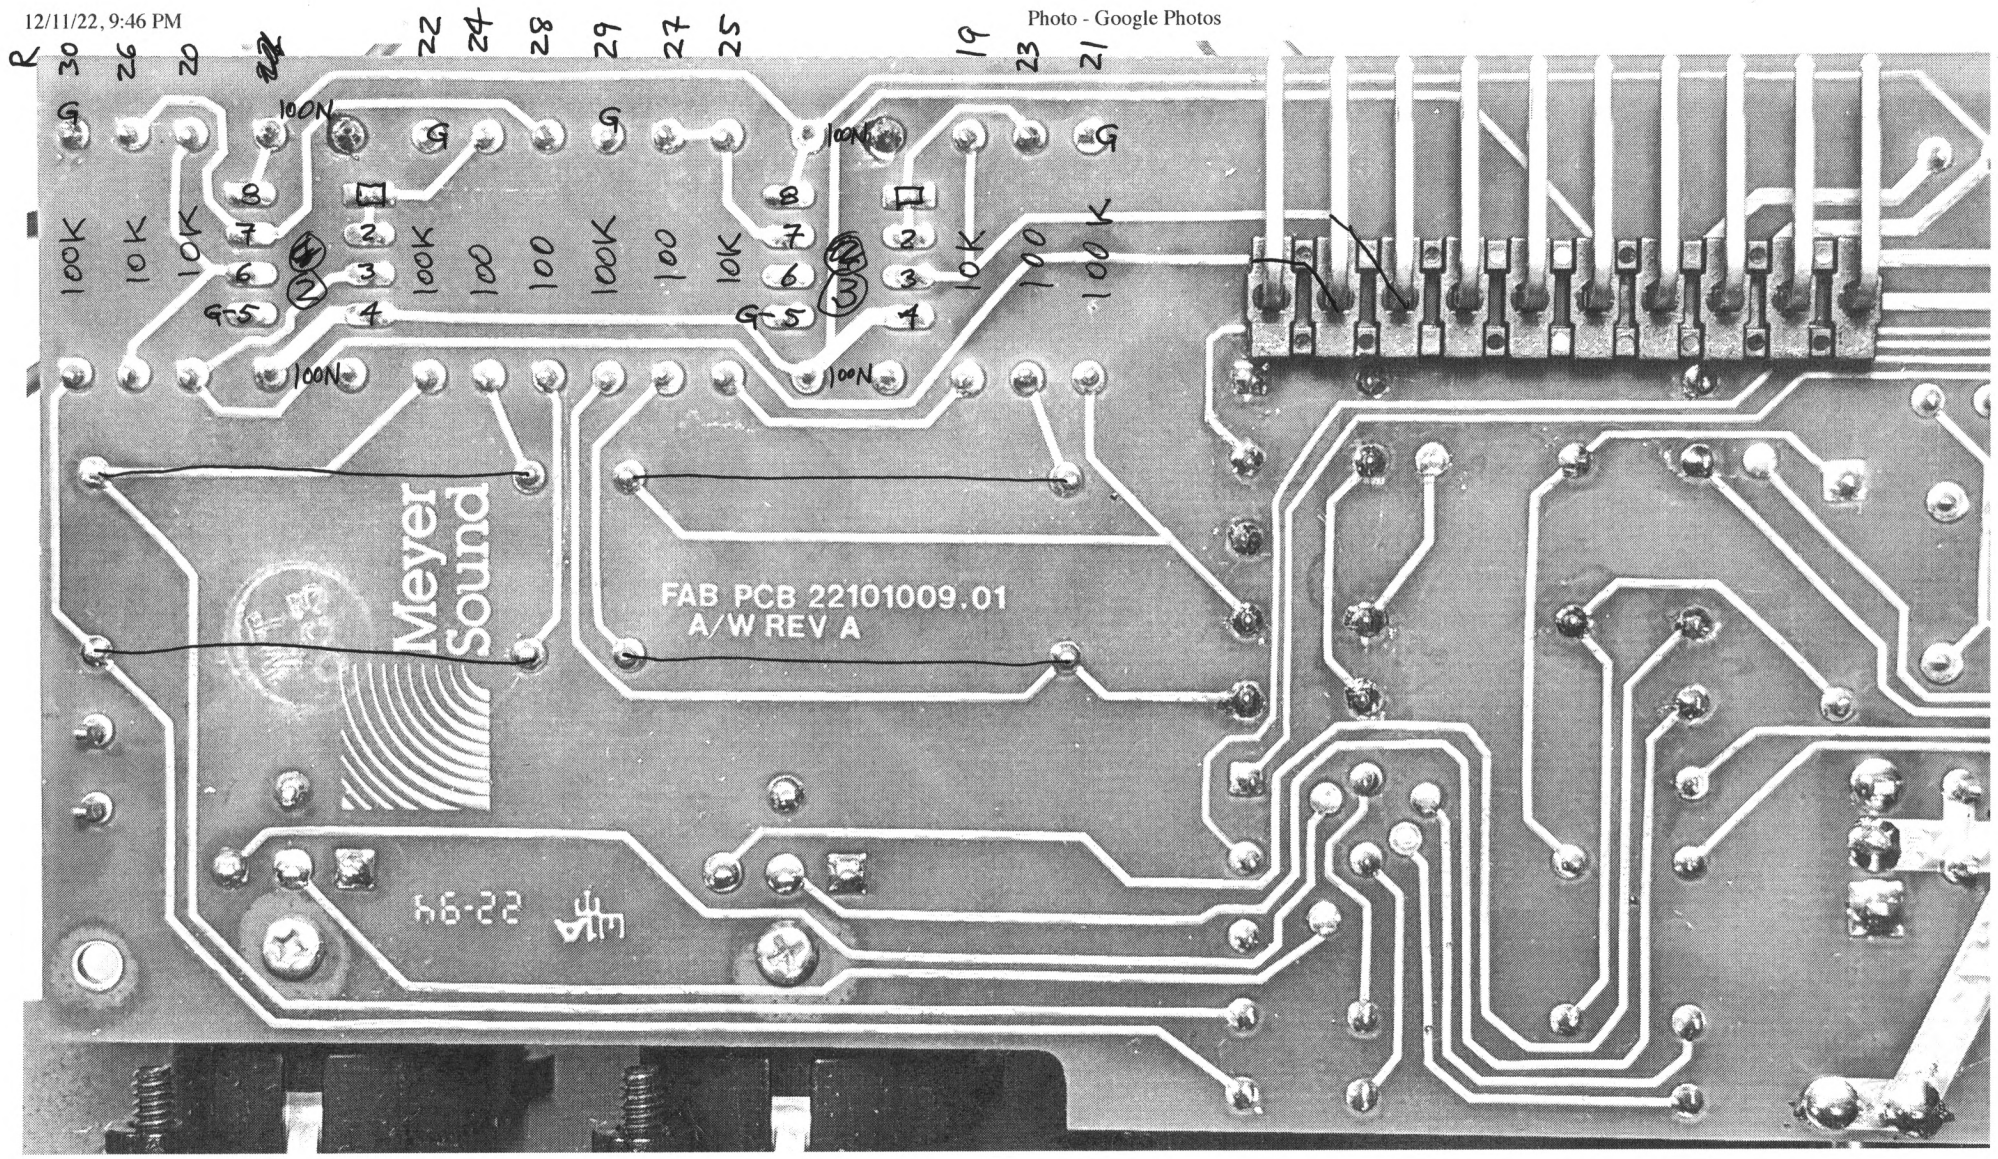 12/11/22, 9:46 PM
Photo - Google Photos
R 30 26 20 22 24 28 29 27 25 19 23 21
G 100N G G 100N G
8 8
7 2 7 2
6 3 6 3
G-5 4 G-5 4
2 3
100K 10K 10K 100K 100 100 100K 100 10K 10K 100 100K
100N 100N
Meyer
Sound
FAB PCB 22101009.01
A/W REV A